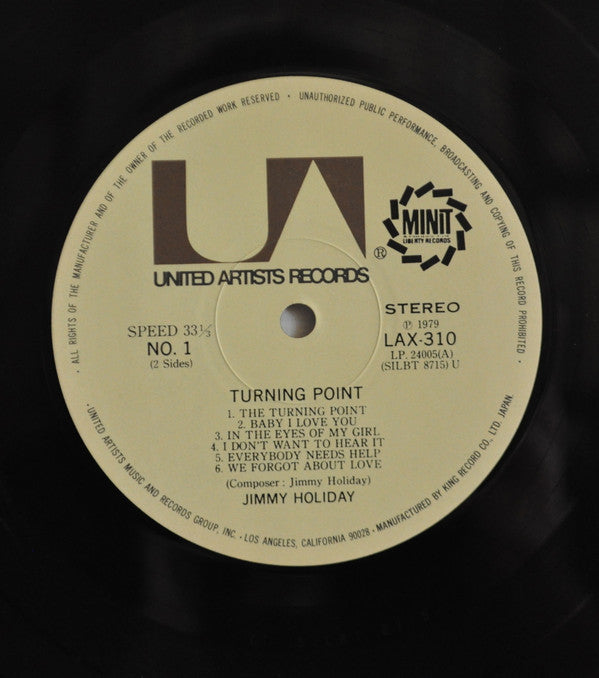 · ALL RIGHTS OF THE MANUFACTURER AND OF THE OWNER OF THE RECORDED WORK RESERVED · UNAUTHORIZED PUBLIC PERFORMANCE, BROADCASTING AND COPYING OF THIS RECORD PROHIBITED ·
UA
®
UNITED ARTISTS RECORDS
MINIT
LIBERTY RECORDS
SPEED 33⅓
NO. 1
(2 Sides)
STEREO
Ⓟ 1979
LAX-310
LP. 24005(A)
(SILBT 8715) U
TURNING POINT
1. THE TURNING POINT
2. BABY I LOVE YOU
3. IN THE EYES OF MY GIRL
4. I DON'T WANT TO HEAR IT
5. EVERYBODY NEEDS HELP
6. WE FORGOT ABOUT LOVE
(Composer : Jimmy Holiday)
JIMMY HOLIDAY
· UNITED ARTISTS MUSIC AND RECORDS GROUP, INC. · LOS ANGELES, CALIFORNIA 90028 · MANUFACTURED BY KING RECORD CO., LTD. JAPAN.